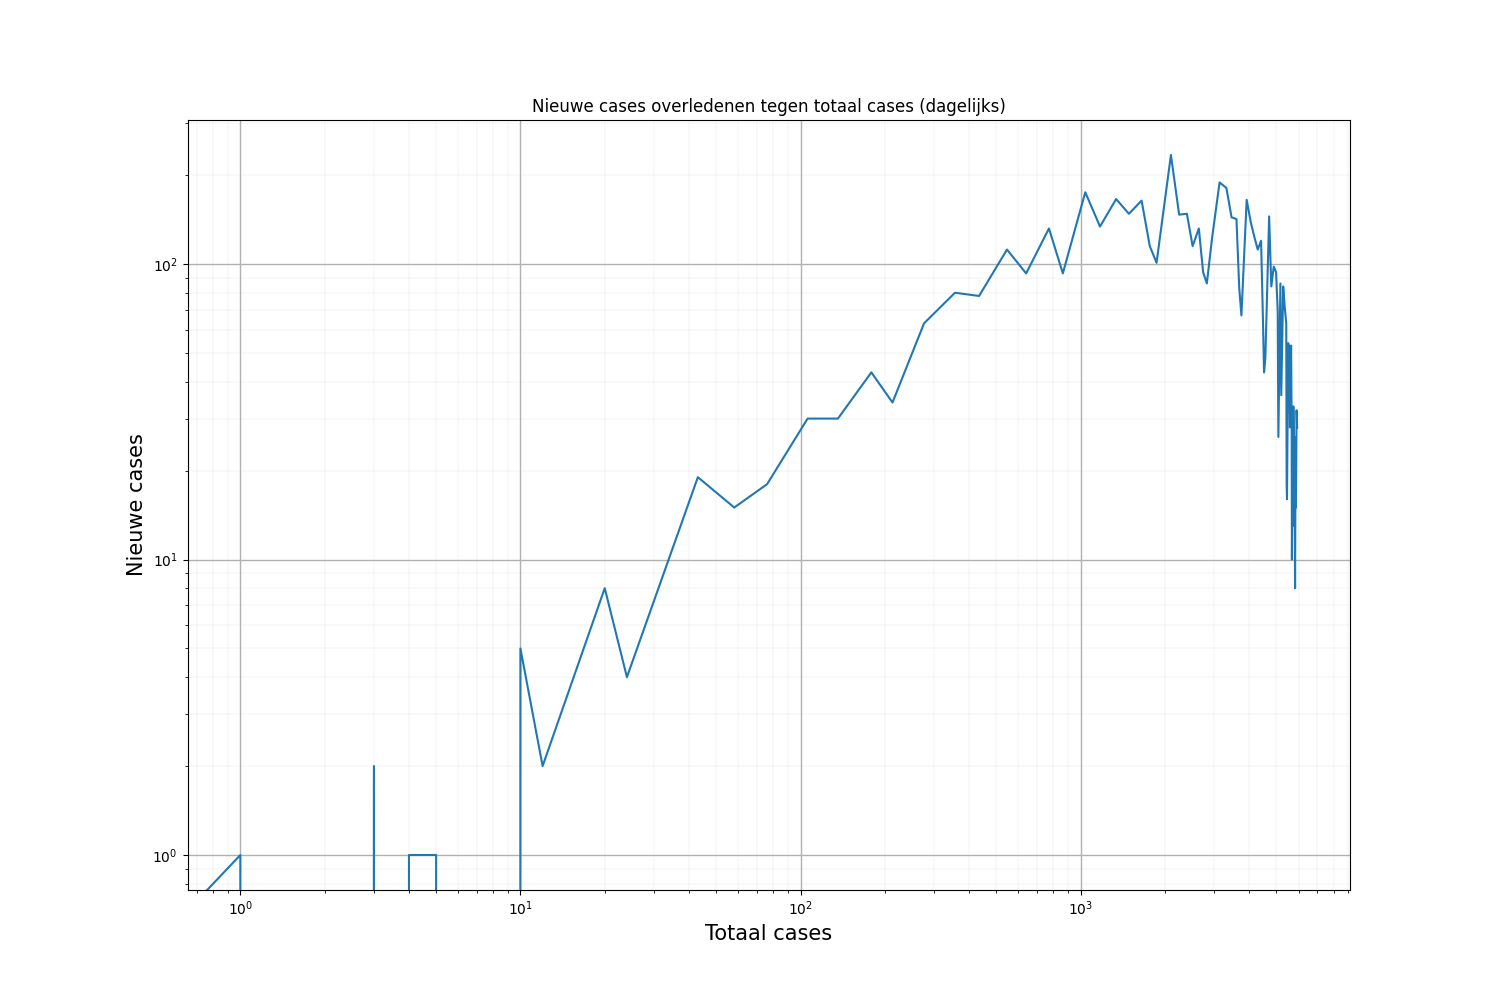 Nieuwe cases overledenen tegen totaal cases (dagelijks)
10²
10¹
10⁰
Nieuwe cases
10⁰ 10¹ 10² 10³
Totaal cases